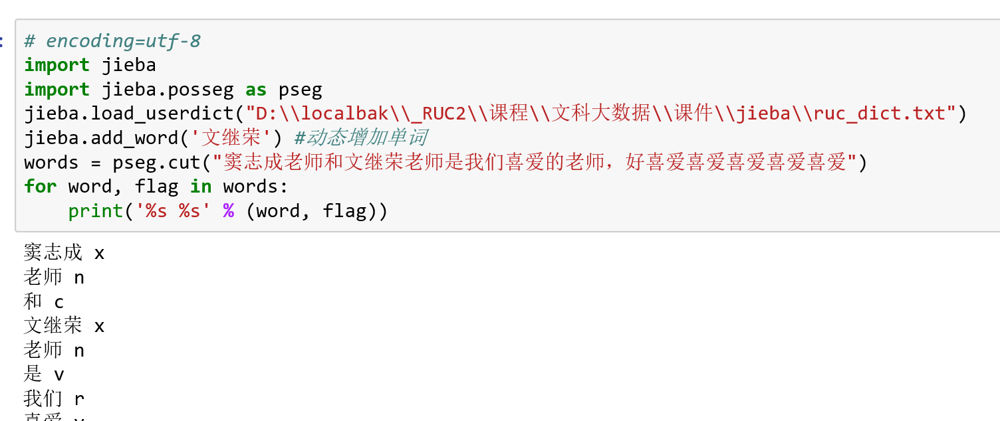 :
# encoding=utf-8
import jieba
import jieba.posseg as pseg
jieba.load_userdict("D:\\localbak\\_RUC2\\课程\\文科大数据\\课件\\jieba\\ruc_dict.txt")
jieba.add_word('文继荣') #动态增加单词
words = pseg.cut("窦志成老师和文继荣老师是我们喜爱的老师，好喜爱喜爱喜爱喜爱喜爱")
for word, flag in words:
    print('%s %s' % (word, flag))
窦志成 x
老师 n
和 c
文继荣 x
老师 n
是 v
我们 r
喜爱 v